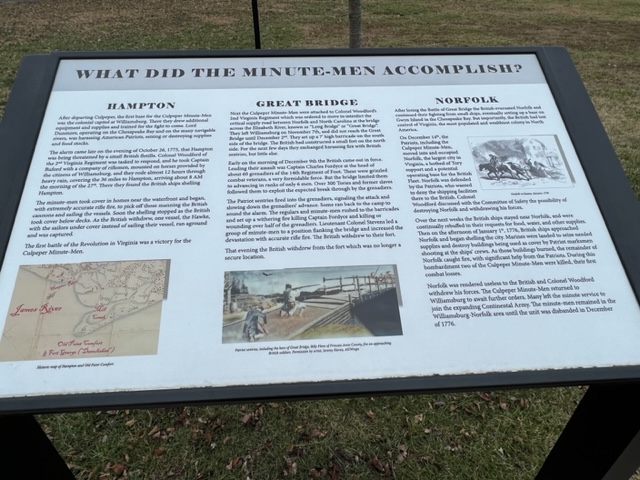 WHAT DID THE MINUTE-MEN ACCOMPLISH?
HAMPTON
After departing Culpeper, the first base for the Culpeper Minute-Men
was the colonial capital at Williamsburg. There they drew additional
equipment and supplies and trained for the fight to come. Lord
Dunmore, operating on the Chesapeake Bay and on the many navigable
rivers, was harassing American Patriots, seizing or destroying supplies
and food stocks.
The alarm came late on the evening of October 26, 1775, that Hampton
was being threatened by a small British flotilla. Colonel Woodford of
the 2nd Virginia Regiment was tasked to respond, and he took Captain
Buford with a company of riflemen, mounted on horses provided by
the citizens of Williamsburg, and they rode almost 12 hours through
heavy rain, covering the 36 miles to Hampton, arriving about 8 AM
the morning of the 27th. There they found the British ships shelling
Hampton.
The minute-men took cover in homes near the waterfront and began,
with extremely accurate rifle fire, to pick off those manning the British
cannons and sailing the vessels. Soon the shelling stopped as the British
took cover below decks. As the British withdrew, one vessel, the Hawke,
with the sailors under cover instead of sailing their vessel, ran aground
and was captured.
The first battle of the Revolution in Virginia was a victory for the
Culpeper Minute-Men.
James River
Mill
Old Point Comfort
& Fort George ("Demolished")
Historic map of Hampton and Old Point Comfort
GREAT BRIDGE
Next the Culpeper Minute-Men were attached to Colonel Woodford's
2nd Virginia Regiment which was ordered to move to interdict the
critical supply road between Norfolk and North Carolina at the bridge
across the Elizabeth River, known as "Long Bridge" or "Great Bridge".
They left Williamsburg on November 7th, and did not reach the Great
Bridge until December 2nd. They set up a 7' high barricade on the south
side of the bridge. The British had constructed a small fort on the north
side. For the next few days they exchanged harassing fire with British
sentries, but little else.
Early on the morning of December 9th the British came out in force.
Leading their assault was Captain Charles Fordyce at the head of
about 60 grenadiers of the 14th Regiment of Foot. These were grizzled
combat veterans, a very formidable force. But the bridge limited them
to advancing in ranks of only 6 men. Over 300 Tories and former slaves
followed them to exploit the expected break through by the grenadiers.
The Patriot sentries fired into the grenadiers, signaling the attack and
slowing down the grenadiers' advance. Some ran back to the camp to
sound the alarm. The regulars and minute-men rushed to the barricades
and set up a withering fire killing Captain Fordyce and killing or
wounding over half of the grenadiers. Lieutenant Colonel Stevens led a
group of minute-men to a position flanking the bridge and increased the
devastation with accurate rifle fire. The British withdrew to their fort.
That evening the British withdrew from the fort which was no longer a
secure location.
Patriot sentries, including the hero of Great Bridge, Billy Flora of Princess Anne County, fire on approaching
British soldiers.
NORFOLK
After losing the Battle of Great Bridge the British evacuated Norfolk and
continued their fighting from small ships, eventually setting up a base on
Gwyn Island in the Chesapeake Bay. But importantly, the British had lost
control of Virginia, the most populated and wealthiest colony in North
America.
On December 14th, the
Patriots, including the
Culpeper Minute-Men
moved into and occupied
Norfolk, the largest city in
Virginia, a hotbed of Tory
support and a potential
operating base for the British
Fleet. Norfolk was defended
by the Patriots, who wanted
to deny the shipping facilities
there to the British. Colonel
Woodford discussed with the Committee of Safety the possibility of
destroying Norfolk and withdrawing his forces.
Over the next weeks the British ships stayed near Norfolk, and were
continually rebuffed in their requests for food, water, and other supplies.
Then on the afternoon of January 1st, 1776, British ships approached
Norfolk and began shelling the city. Marines were landed to seize needed
supplies and destroy buildings being used as cover by Patriot marksmen
shooting at the ships' crews. As those buildings burned, the remainder of
Norfolk caught fire, with significant help from the Patriots. During this
bombardment two of the Culpeper Minute-Men were killed, their first
combat losses.
Norfolk was rendered useless to the British and Colonel Woodford
withdrew his forces. The Culpeper Minute-Men returned to
Williamsburg to await further orders. Many left the minute service to
join the expanding Continental Army. The minute-men remained in the
Williamsburg-Norfolk area until the unit was disbanded in December
of 1776.